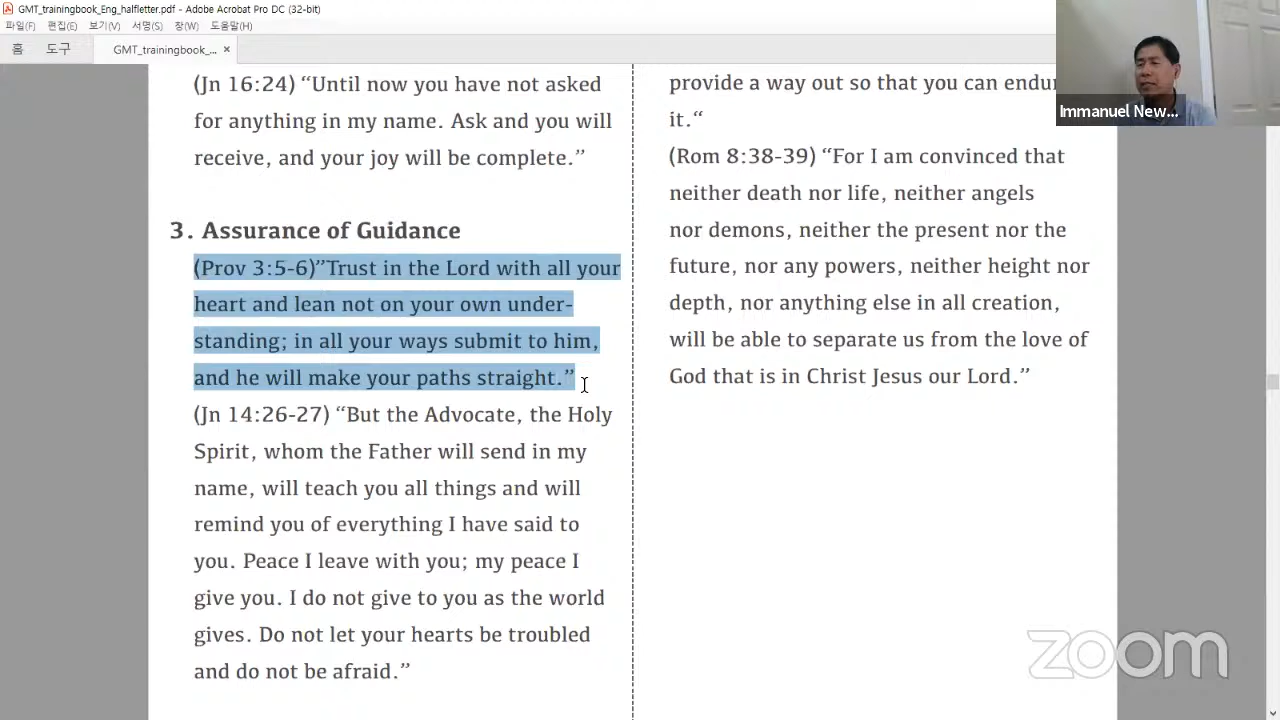 GMT_trainingbook_Eng_halfletter.pdf - Adobe Acrobat Pro DC (32-bit)
파일(F) 편집(E) 보기(V) 서명(S) 창(W) 도움말(H)
홈 도구 GMT_trainingbook_... ×
(Jn 16:24) “Until now you have not asked
for anything in my name. Ask and you will
receive, and your joy will be complete.”
3. Assurance of Guidance
(Prov 3:5-6)”Trust in the Lord with all your
heart and lean not on your own under-
standing; in all your ways submit to him,
and he will make your paths straight.”
(Jn 14:26-27) “But the Advocate, the Holy
Spirit, whom the Father will send in my
name, will teach you all things and will
remind you of everything I have said to
you. Peace I leave with you; my peace I
give you. I do not give to you as the world
gives. Do not let your hearts be troubled
and do not be afraid.”
provide a way out so that you can endu
it.“
(Rom 8:38-39) “For I am convinced that
neither death nor life, neither angels
nor demons, neither the present nor the
future, nor any powers, neither height nor
depth, nor anything else in all creation,
will be able to separate us from the love of
God that is in Christ Jesus our Lord.”
Immanuel New...
zoom